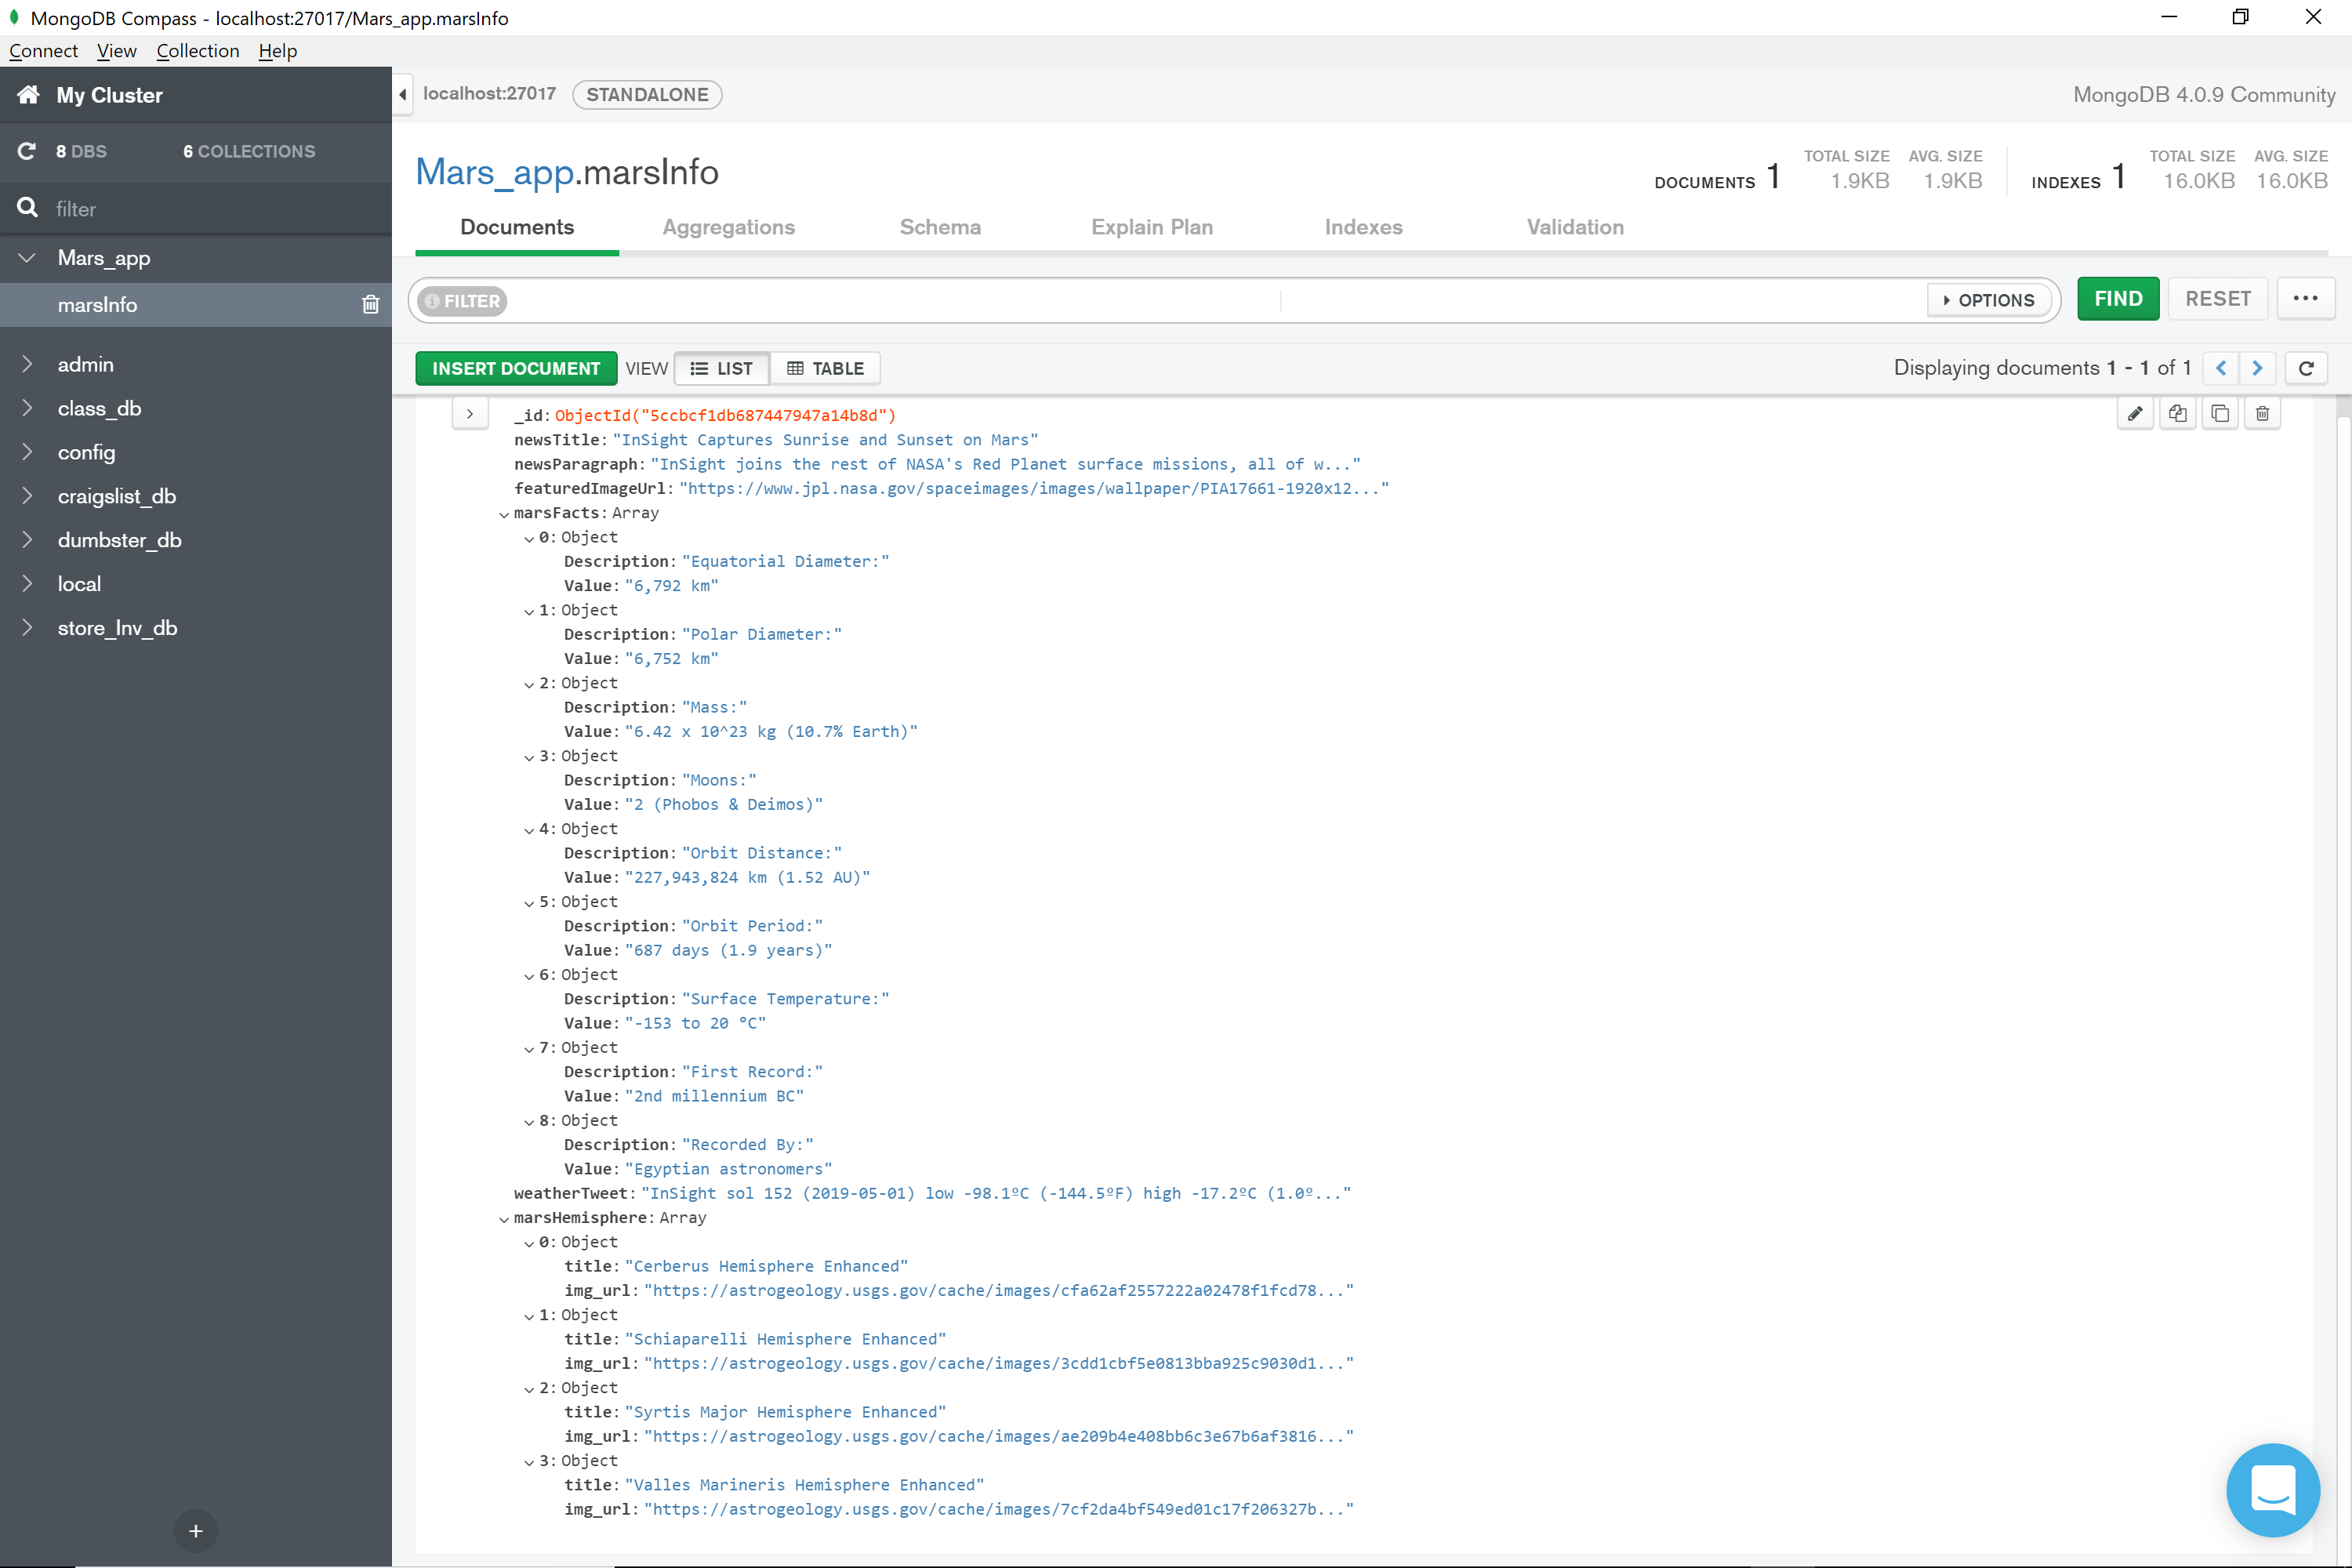 MongoDB Compass - localhost:27017/Mars_app.marsInfo
Connect View Collection Help
My Cluster
8 DBS 6 COLLECTIONS
filter
Mars_app
marsInfo
admin
class_db
config
craigslist_db
dumbster_db
local
store_Inv_db
localhost:27017 STANDALONE MongoDB 4.0.9 Community
Mars_app.marsInfo
DOCUMENTS 1 TOTAL SIZE 1.9KB AVG. SIZE 1.9KB INDEXES 1 TOTAL SIZE 16.0KB AVG. SIZE 16.0KB
Documents Aggregations Schema Explain Plan Indexes Validation
FILTER OPTIONS FIND RESET ...
INSERT DOCUMENT VIEW LIST TABLE Displaying documents 1 - 1 of 1
_id: ObjectId("5ccbcf1db687447947a14b8d")
newsTitle: "InSight Captures Sunrise and Sunset on Mars"
newsParagraph: "InSight joins the rest of NASA's Red Planet surface missions, all of w..."
featuredImageUrl: "https://www.jpl.nasa.gov/spaceimages/images/wallpaper/PIA17661-1920x12..."
marsFacts: Array
0: Object
Description: "Equatorial Diameter:"
Value: "6,792 km"
1: Object
Description: "Polar Diameter:"
Value: "6,752 km"
2: Object
Description: "Mass:"
Value: "6.42 x 10^23 kg (10.7% Earth)"
3: Object
Description: "Moons:"
Value: "2 (Phobos & Deimos)"
4: Object
Description: "Orbit Distance:"
Value: "227,943,824 km (1.52 AU)"
5: Object
Description: "Orbit Period:"
Value: "687 days (1.9 years)"
6: Object
Description: "Surface Temperature:"
Value: "-153 to 20 °C"
7: Object
Description: "First Record:"
Value: "2nd millennium BC"
8: Object
Description: "Recorded By:"
Value: "Egyptian astronomers"
weatherTweet: "InSight sol 152 (2019-05-01) low -98.1ºC (-144.5ºF) high -17.2ºC (1.0º..."
marsHemisphere: Array
0: Object
title: "Cerberus Hemisphere Enhanced"
img_url: "https://astrogeology.usgs.gov/cache/images/cfa62af2557222a02478f1fcd78..."
1: Object
title: "Schiaparelli Hemisphere Enhanced"
img_url: "https://astrogeology.usgs.gov/cache/images/3cdd1cbf5e0813bba925c9030d1..."
2: Object
title: "Syrtis Major Hemisphere Enhanced"
img_url: "https://astrogeology.usgs.gov/cache/images/ae209b4e408bb6c3e67b6af3816..."
3: Object
title: "Valles Marineris Hemisphere Enhanced"
img_url: "https://astrogeology.usgs.gov/cache/images/7cf2da4bf549ed01c17f206327b..."